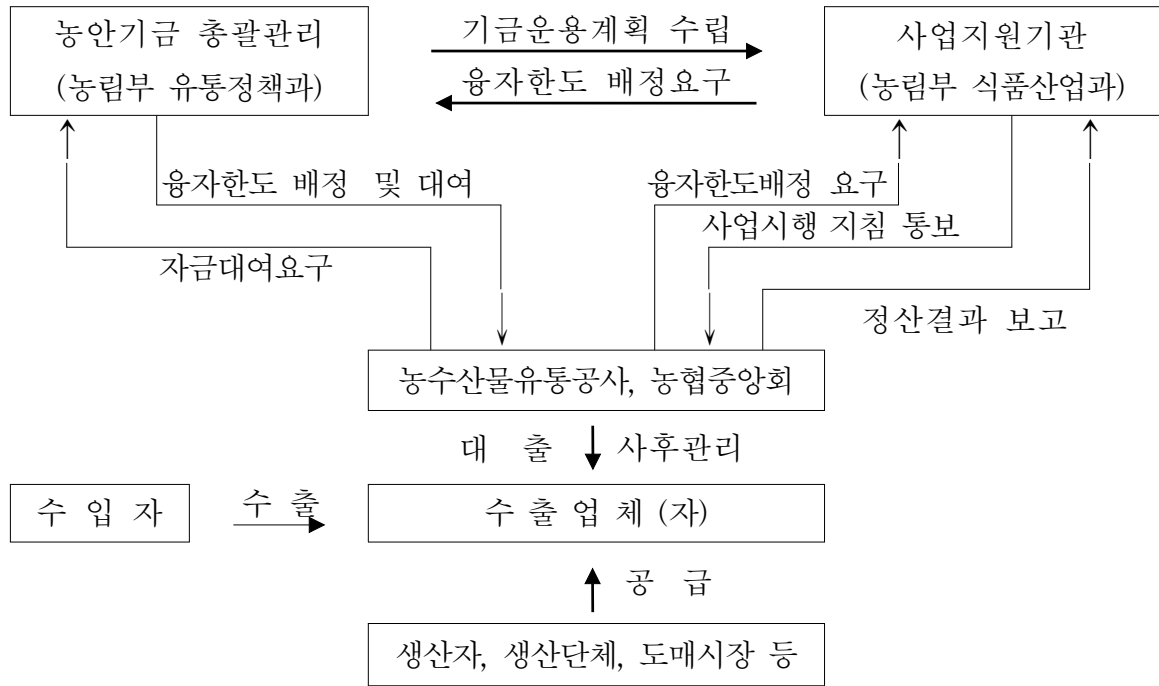 농안기금 총괄관리
(농림부 유통정책과)
기금운용계획 수립
융자한도 배정요구
사업지원기관
(농림부 식품산업과)
융자한도 배정 및 대여
융자한도배정 요구
사업시행 지침 통보
자금대여요구
정산결과 보고
농수산물유통공사, 농협중앙회
대 출 사후관리
수 입 자
수 출
수 출 업 체 (자)
공 급
생산자, 생산단체, 도매시장 등